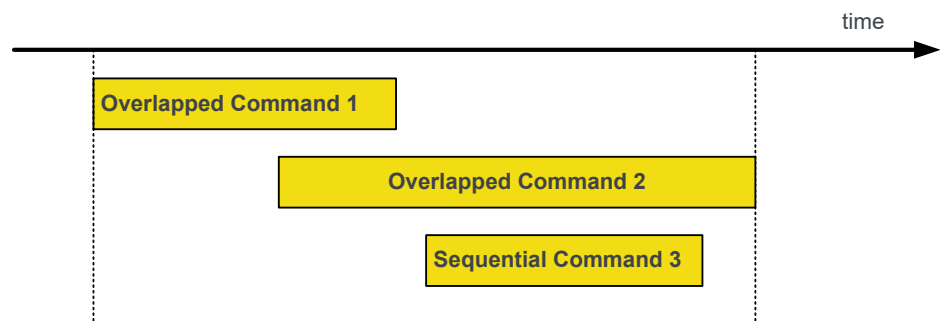 time
Overlapped Command 1
Overlapped Command 2
Sequential Command 3